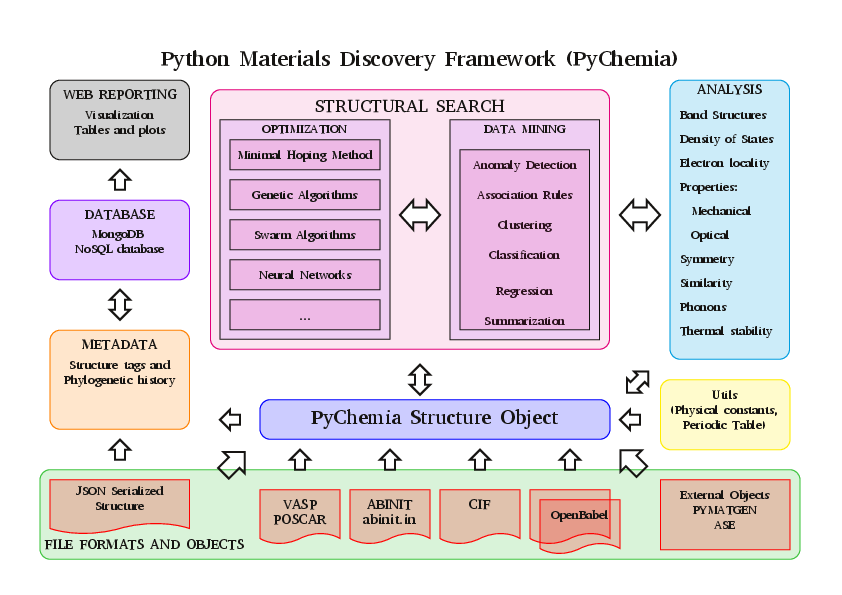 Python Materials Discovery Framework (PyChemia)
WEB REPORTING
Visualization
Tables and plots
DATABASE
MongoDB
NoSQL database
METADATA
Structure tags and
Phylogenetic history
STRUCTURAL SEARCH
OPTIMIZATION
Minimal Hoping Method
Genetic Algorithms
Swarm Algorithms
Neural Networks
...
DATA MINING
Anomaly Detection
Association Rules
Clustering
Classification
Regression
Summarization
ANALYSIS
Band Structures
Density of States
Electron locality
Properties:
Mechanical
Optical
Symmetry
Similarity
Phonons
Thermal stability
PyChemia Structure Object
Utils
(Physical constants,
Periodic Table)
JSON Serialized
Structure
VASP
POSCAR
ABINIT
abinit.in
CIF
OpenBabel
External Objects
PYMATGEN
ASE
FILE FORMATS AND OBJECTS